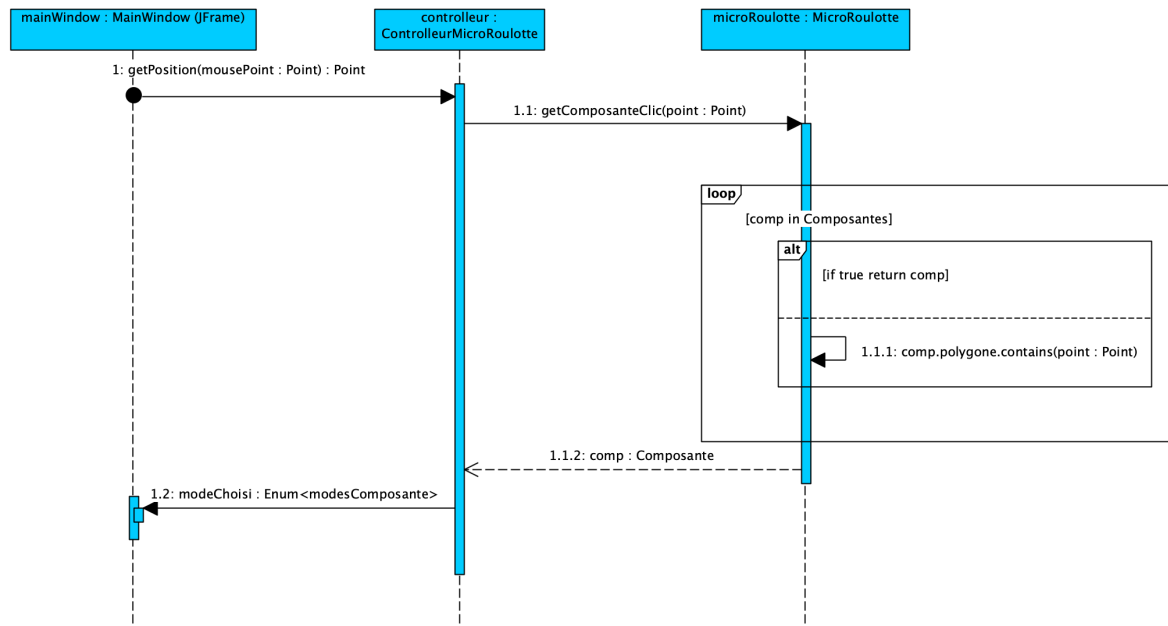 mainWindow : MainWindow (JFrame)
controlleur :
ControlleurMicroRoulotte
microRoulotte : MicroRoulotte
1: getPosition(mousePoint : Point) : Point
1.1: getComposanteClic(point : Point)
loop
[comp in Composantes]
alt
[if true return comp]
1.1.1: comp.polygone.contains(point : Point)
1.1.2: comp : Composante
1.2: modeChoisi : Enum<modesComposante>